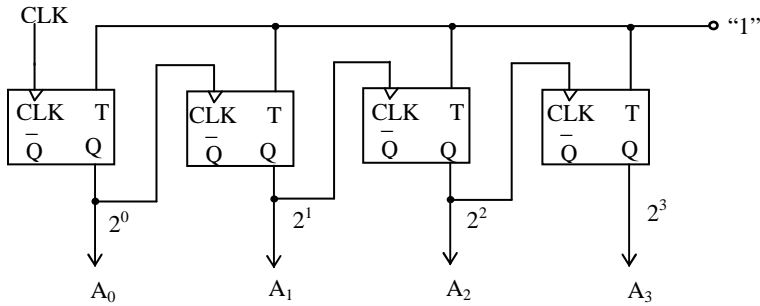 CLK
“1”
CLK T CLK T CLK T CLK T
Q̅ Q Q̅ Q Q̅ Q Q̅ Q
2⁰ 2¹ 2² 2³
A₀ A₁ A₂ A₃